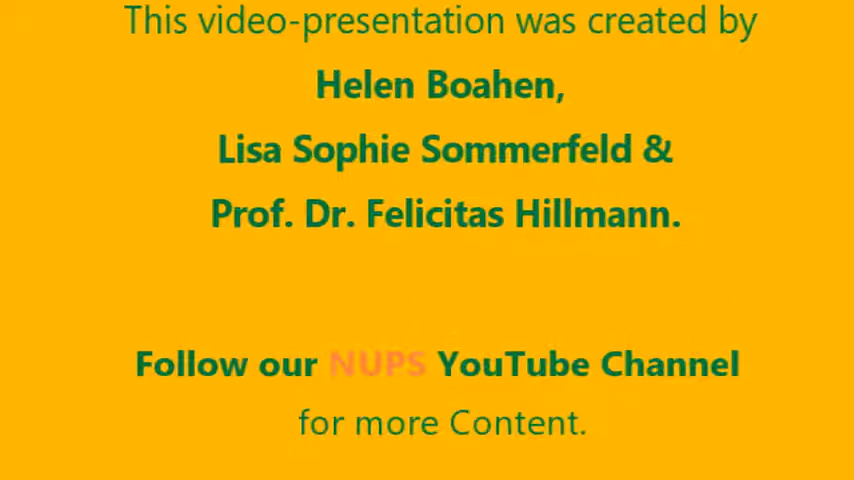 This video-presentation was created by
Helen Boahen,
Lisa Sophie Sommerfeld &
Prof. Dr. Felicitas Hillmann.
Follow our NUPS YouTube Channel
for more Content.